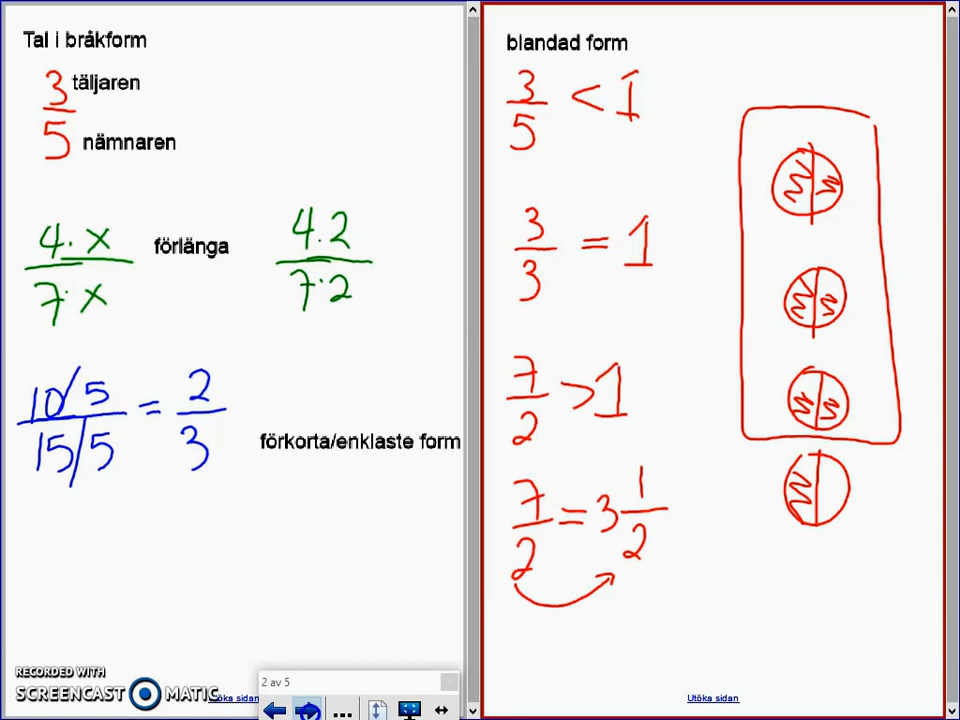 Tal i bråkform
3 täljaren
5 nämnaren
4·x förlänga 4·2
7·x 7·2
10/5 = 2
15/5 3
förkorta/enklaste form
blandad form
3/5 < 1
3/3 = 1
7/2 > 1
7/2 = 3 1/2
RECORDED WITH
SCREENCAST MATIC
Utöka sidan
2 av 5
...
Utöka sidan